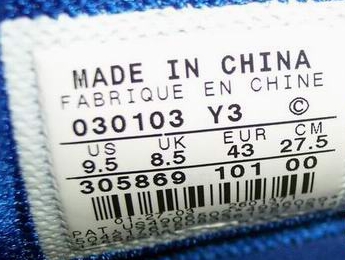 MADE IN CHINA
FABRIQUE EN CHINE
030103 Y3 ©
US UK EUR CM
9.5 8.5 43 27.5
305869 101 00